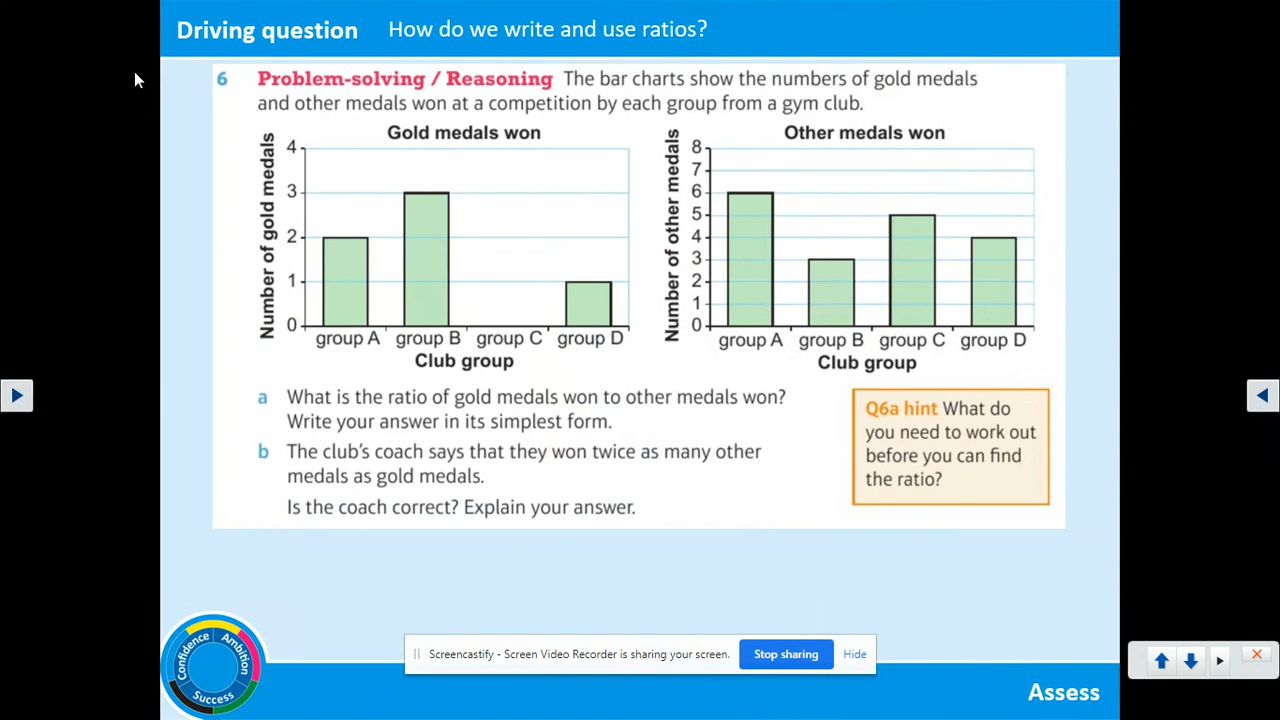 Driving question How do we write and use ratios?
6 Problem-solving / Reasoning The bar charts show the numbers of gold medals
and other medals won at a competition by each group from a gym club.
Gold medals won
Number of gold medals
4
3
2
1
0
group A group B group C group D
Club group
Other medals won
Number of other medals
8
7
6
5
4
3
2
1
0
group A group B group C group D
Club group
a What is the ratio of gold medals won to other medals won?
Write your answer in its simplest form.
b The club's coach says that they won twice as many other
medals as gold medals.
Is the coach correct? Explain your answer.
Q6a hint What do
you need to work out
before you can find
the ratio?
Confidence
Ambition
Success
Screencastify - Screen Video Recorder is sharing your screen. Stop sharing Hide
Assess